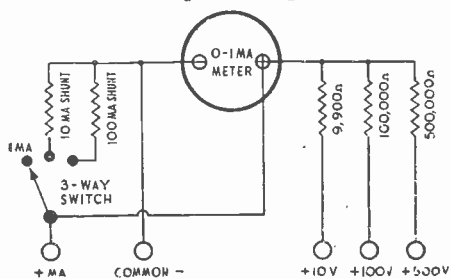 0-1MA
METER
10 MA SHUNT
100 MA SHUNT
9,900Ω
100,000Ω
500,000Ω
1MA
3-WAY
SWITCH
+ MA
COMMON -
+10V
+100V
+500V